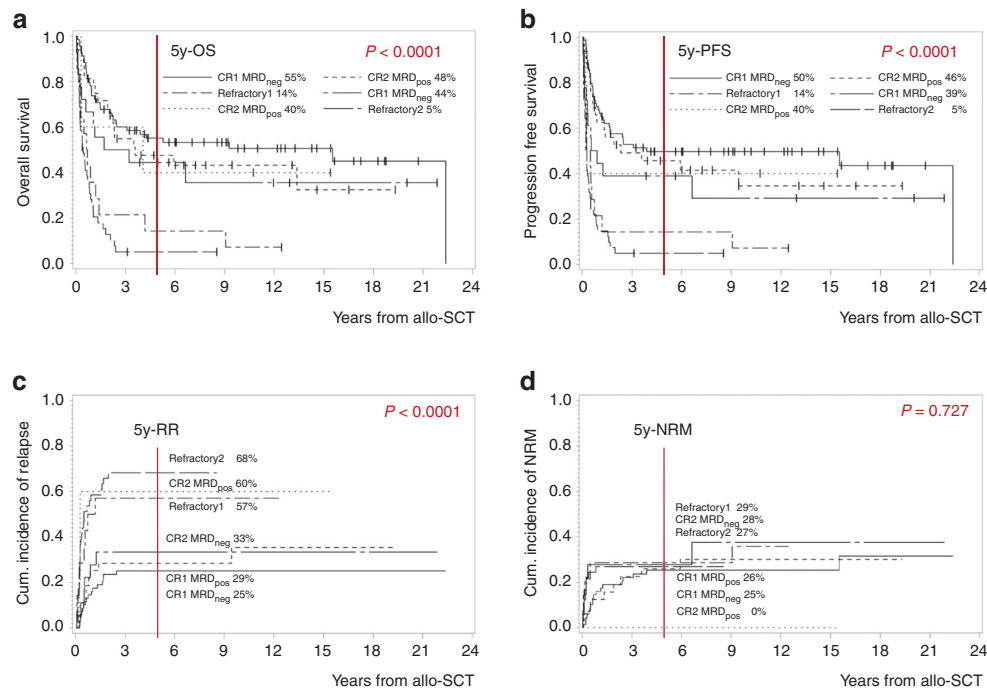 a
5y-OS
P < 0.0001
CR1 MRDneg 55%
CR2 MRDpos 48%
Refractory1 14%
CR1 MRDneg 44%
CR2 MRDpos 40%
Refractory2 5%
Overall survival
1.0
0.8
0.6
0.4
0.2
0.0
0 3 6 9 12 15 18 21 24
Years from allo-SCT
b
5y-PFS
P < 0.0001
CR1 MRDneg 50%
CR2 MRDpos 46%
Refractory1 14%
CR1 MRDneg 39%
CR2 MRDpos 40%
Refractory2 5%
Progression free survival
1.0
0.8
0.6
0.4
0.2
0.0
0 3 6 9 12 15 18 21 24
Years from allo-SCT
c
P < 0.0001
5y-RR
Refractory2 68%
CR2 MRDpos 60%
Refractory1 57%
CR2 MRDneg 33%
CR1 MRDpos 29%
CR1 MRDneg 25%
Cum. incidence of relapse
1.0
0.8
0.6
0.4
0.2
0.0
0 3 6 9 12 15 18 21 24
Years from allo-SCT
d
P = 0.727
5y-NRM
Refractory1 29%
CR2 MRDneg 28%
Refractory2 27%
CR1 MRDpos 26%
CR1 MRDneg 25%
CR2 MRDpos 0%
Cum. incidence of NRM
1.0
0.8
0.6
0.4
0.2
0.0
0 3 6 9 12 15 18 21 24
Years from allo-SCT